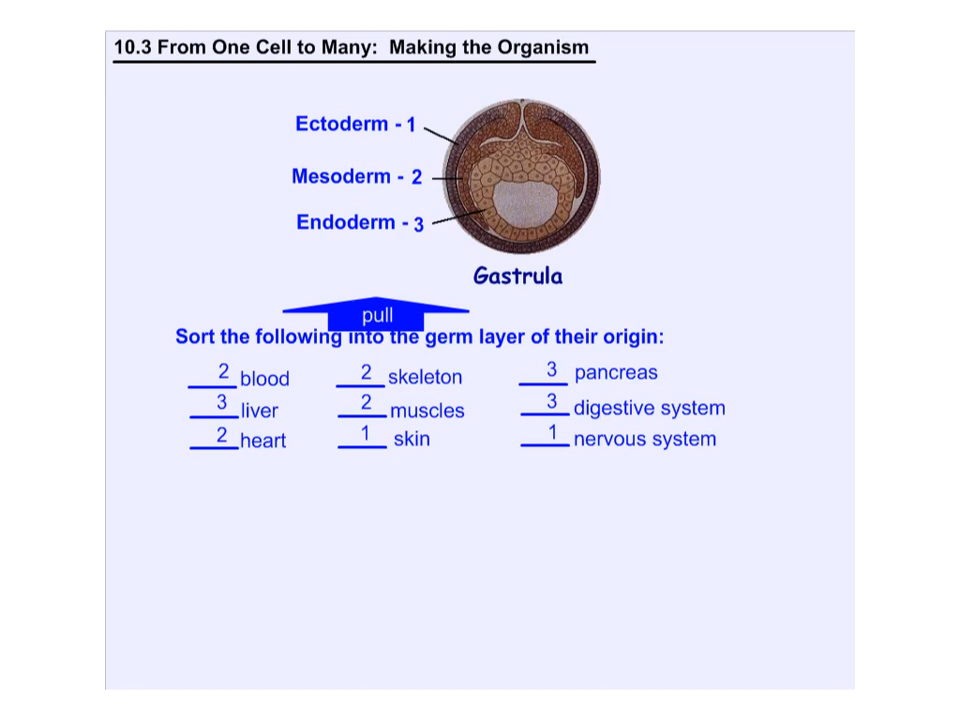 10.3 From One Cell to Many: Making the Organism
Ectoderm - 1
Mesoderm - 2
Endoderm - 3
Gastrula
pull
Sort the following into the germ layer of their origin:
2 blood 2 skeleton 3 pancreas
3 liver 2 muscles 3 digestive system
2 heart 1 skin 1 nervous system